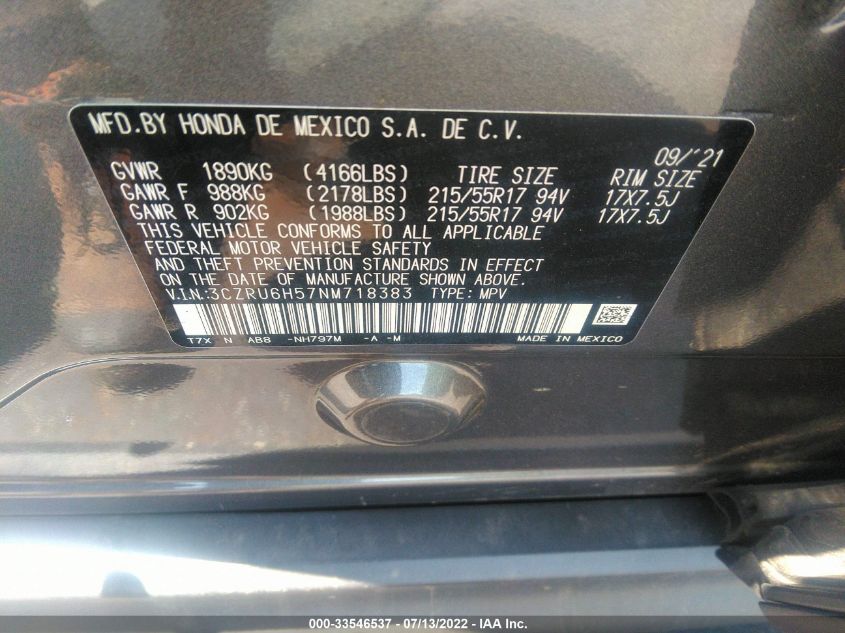 MFD.BY HONDA DE MEXICO S.A. DE C.V.
09/'21
GVWR 1890KG (4166LBS) TIRE SIZE RIM SIZE
GAWR F 988KG (2178LBS) 215/55R17 94V 17X7.5J
GAWR R 902KG (1988LBS) 215/55R17 94V 17X7.5J
THIS VEHICLE CONFORMS TO ALL APPLICABLE
FEDERAL MOTOR VEHICLE SAFETY
AND THEFT PREVENTION STANDARDS IN EFFECT
ON THE DATE OF MANUFACTURE SHOWN ABOVE.
V.I.N.:3CZRU6H57NM718383 TYPE: MPV
T7X N AB8 -NH797M -A -M MADE IN MEXICO
000-33546537 - 07/13/2022 - IAA Inc.